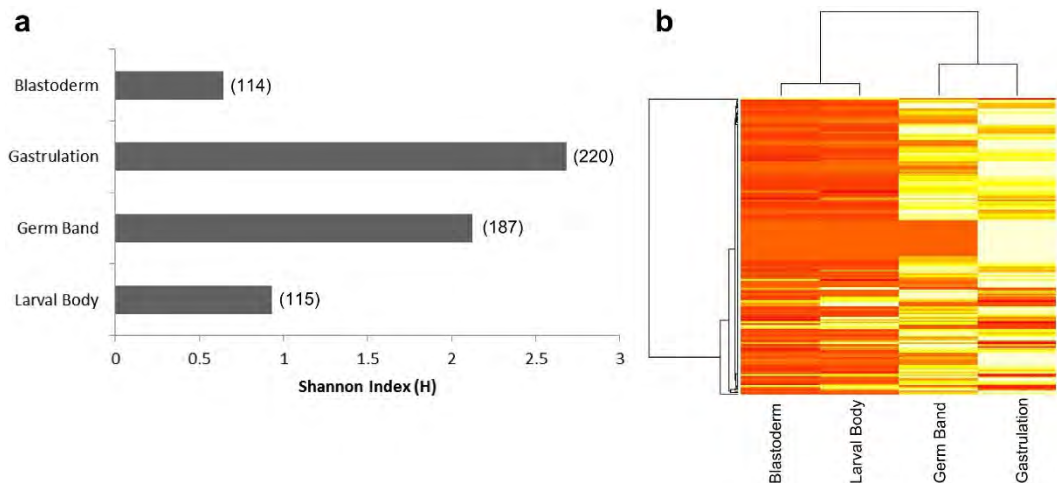 a
Blastoderm
(114)
Gastrulation
(220)
Germ Band
(187)
Larval Body
(115)
0 0.5 1 1.5 2 2.5 3
Shannon Index (H)
b
Blastoderm
Larval Body
Germ Band
Gastrulation